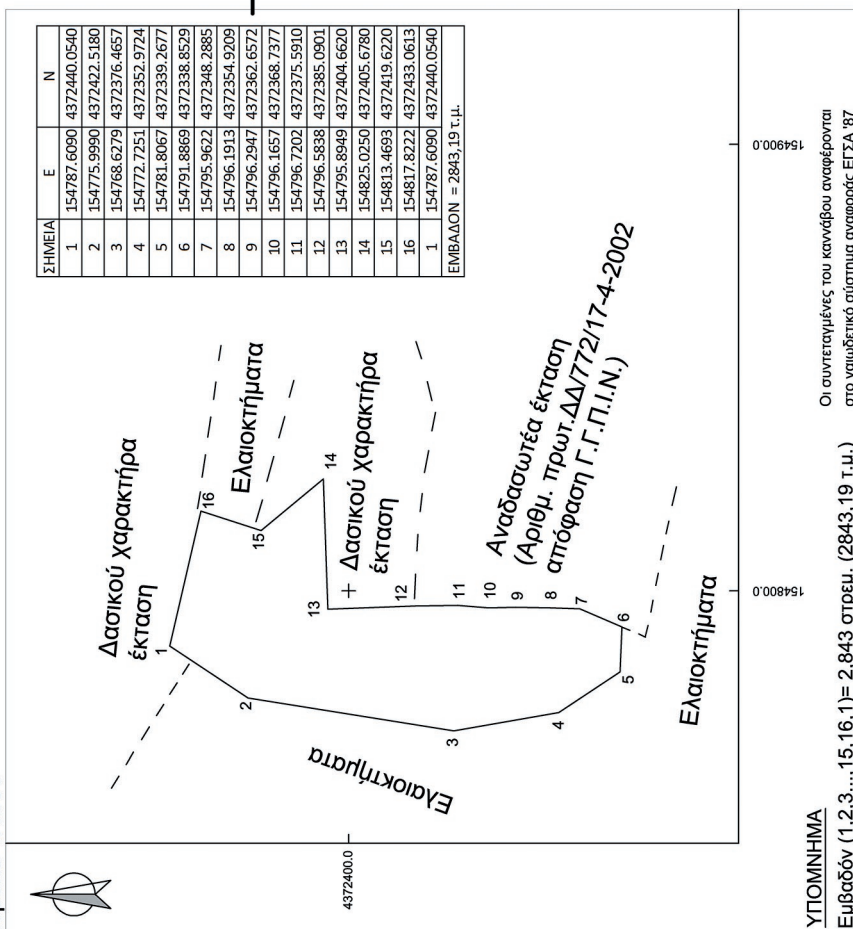 ΣΗΜΕΙΑ E N
1 154787.6090 4372440.0540
2 154775.9990 4372422.5180
3 154768.6279 4372376.4657
4 154772.7251 4372352.9724
5 154781.8067 4372339.2677
6 154791.8869 4372338.8529
7 154795.9622 4372348.2885
8 154796.1913 4372354.9209
9 154796.2947 4372362.6572
10 154796.1657 4372368.7377
11 154796.7202 4372375.5910
12 154796.5838 4372385.0901
13 154795.8949 4372404.6620
14 154825.0250 4372405.6780
15 154813.4693 4372419.6220
16 154817.8222 4372433.0613
1 154787.6090 4372440.0540
ΕΜΒΑΔΟΝ = 2843,19 τ.μ.
Δασικού χαρακτήρα
έκταση
Ελαιοκτήματα
Δασικού χαρακτήρα
έκταση
Αναδασωτέα έκταση
(Αριθμ. πρωτ.ΔΔ/772/17-4-2002
απόφαση Γ.Γ.Π.Ι.Ν.)
Ελαιοκτήματα
Ελαιοκτήματα
1
2
3
4
5
6
7
8
9
10
11
12
13
14
15
16
4372400.0
154800.0
154900.0
ΥΠΟΜΝΗΜΑ
Εμβαδόν (1,2,3,...,15,16,1)= 2,843 στρεμ. (2843,19 τ.μ.)
Οι συντεταγμένες του καννάβου αναφέρονται
στο γαιωδετικό σύστημα αναφοράς ΕΓΣΑ '87